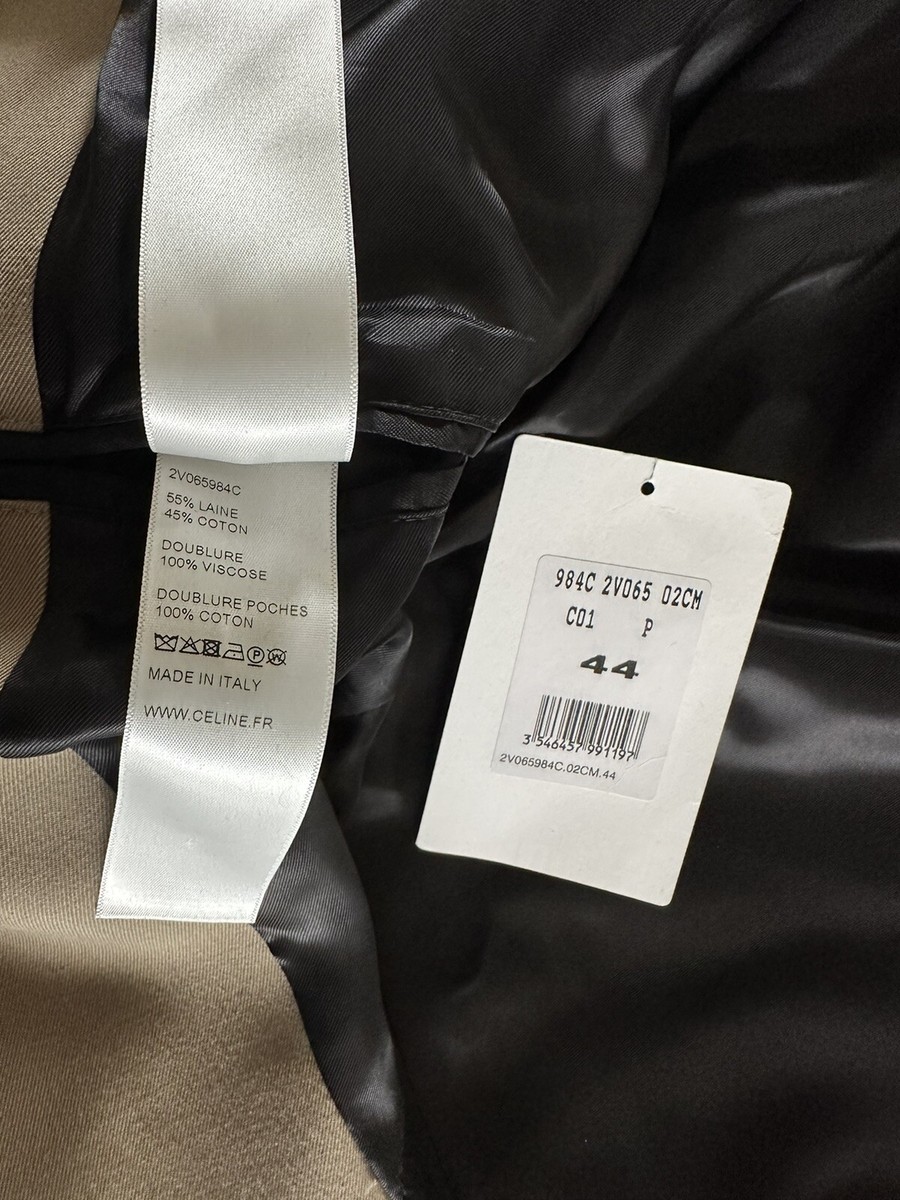 2V065984C
55% LAINE
45% COTON
DOUBLURE
100% VISCOSE
DOUBLURE POCHES
100% COTON
MADE IN ITALY
WWW.CELINE.FR
984C 2V065 02CM
C01 P
44
3 546457 991197
2V065984C.02CM.44